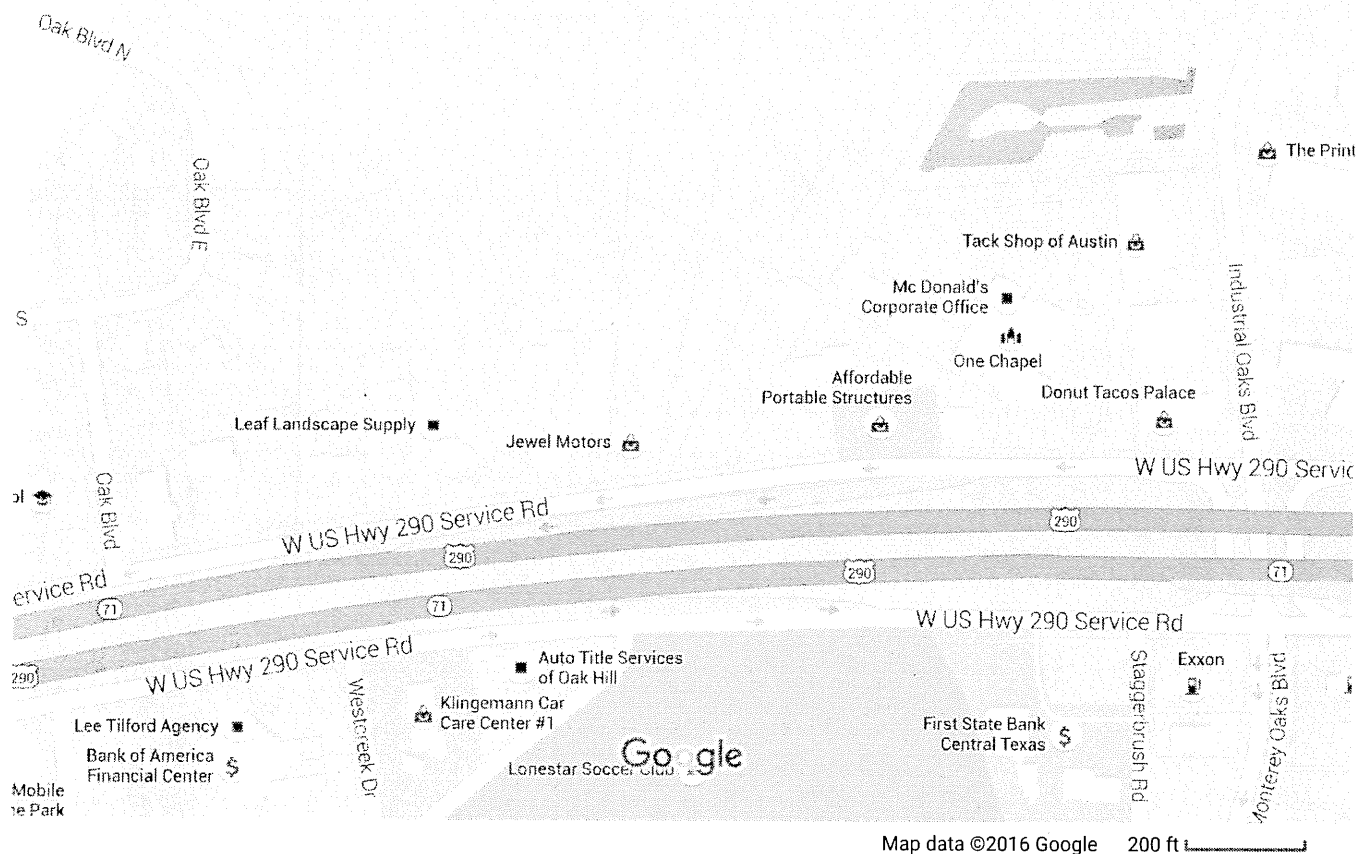 Oak Blvd N
The Print
Oak Blvd E
Tack Shop of Austin
Industrial Oaks Blvd
Mc Donald's
Corporate Office
S
One Chapel
Affordable
Portable Structures
Donut Tacos Palace
Leaf Landscape Supply
Jewel Motors
W US Hwy 290 Servic
ol
Oak Blvd
W US Hwy 290 Service Rd
290
290
290
71
ervice Rd
71
71
W US Hwy 290 Service Rd
W US Hwy 290 Service Rd
290
Auto Title Services
of Oak Hill
Exxon
Staggerbrush Rd
Monterey Oaks Blvd
Westcreek Dr
Klingemann Car
Care Center #1
Lee Tilford Agency
First State Bank
Central Texas
Bank of America
Financial Center
Google
Lonestar Soccer Club
Mobile
ne Park
Map data ©2016 Google 200 ft